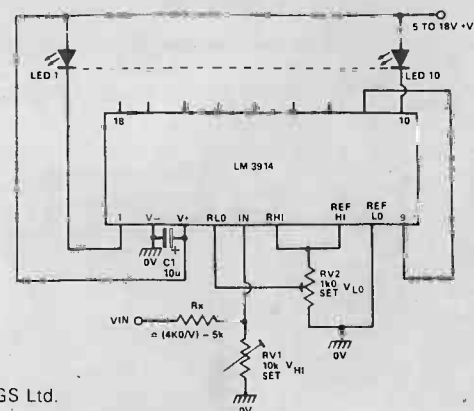 5 TO 18V +V
LED 1
LED 10
18
10
LM 3914
1
V-
V+
RLO
IN
RHI
REF
HI
REF
LO
9
0V
C1
10u
RV2
1k0
SET VLO
Rx
VIN
= (4K0/V) – 5k
0V
RV1
10k
SET
VHI
0V
GS Ltd.